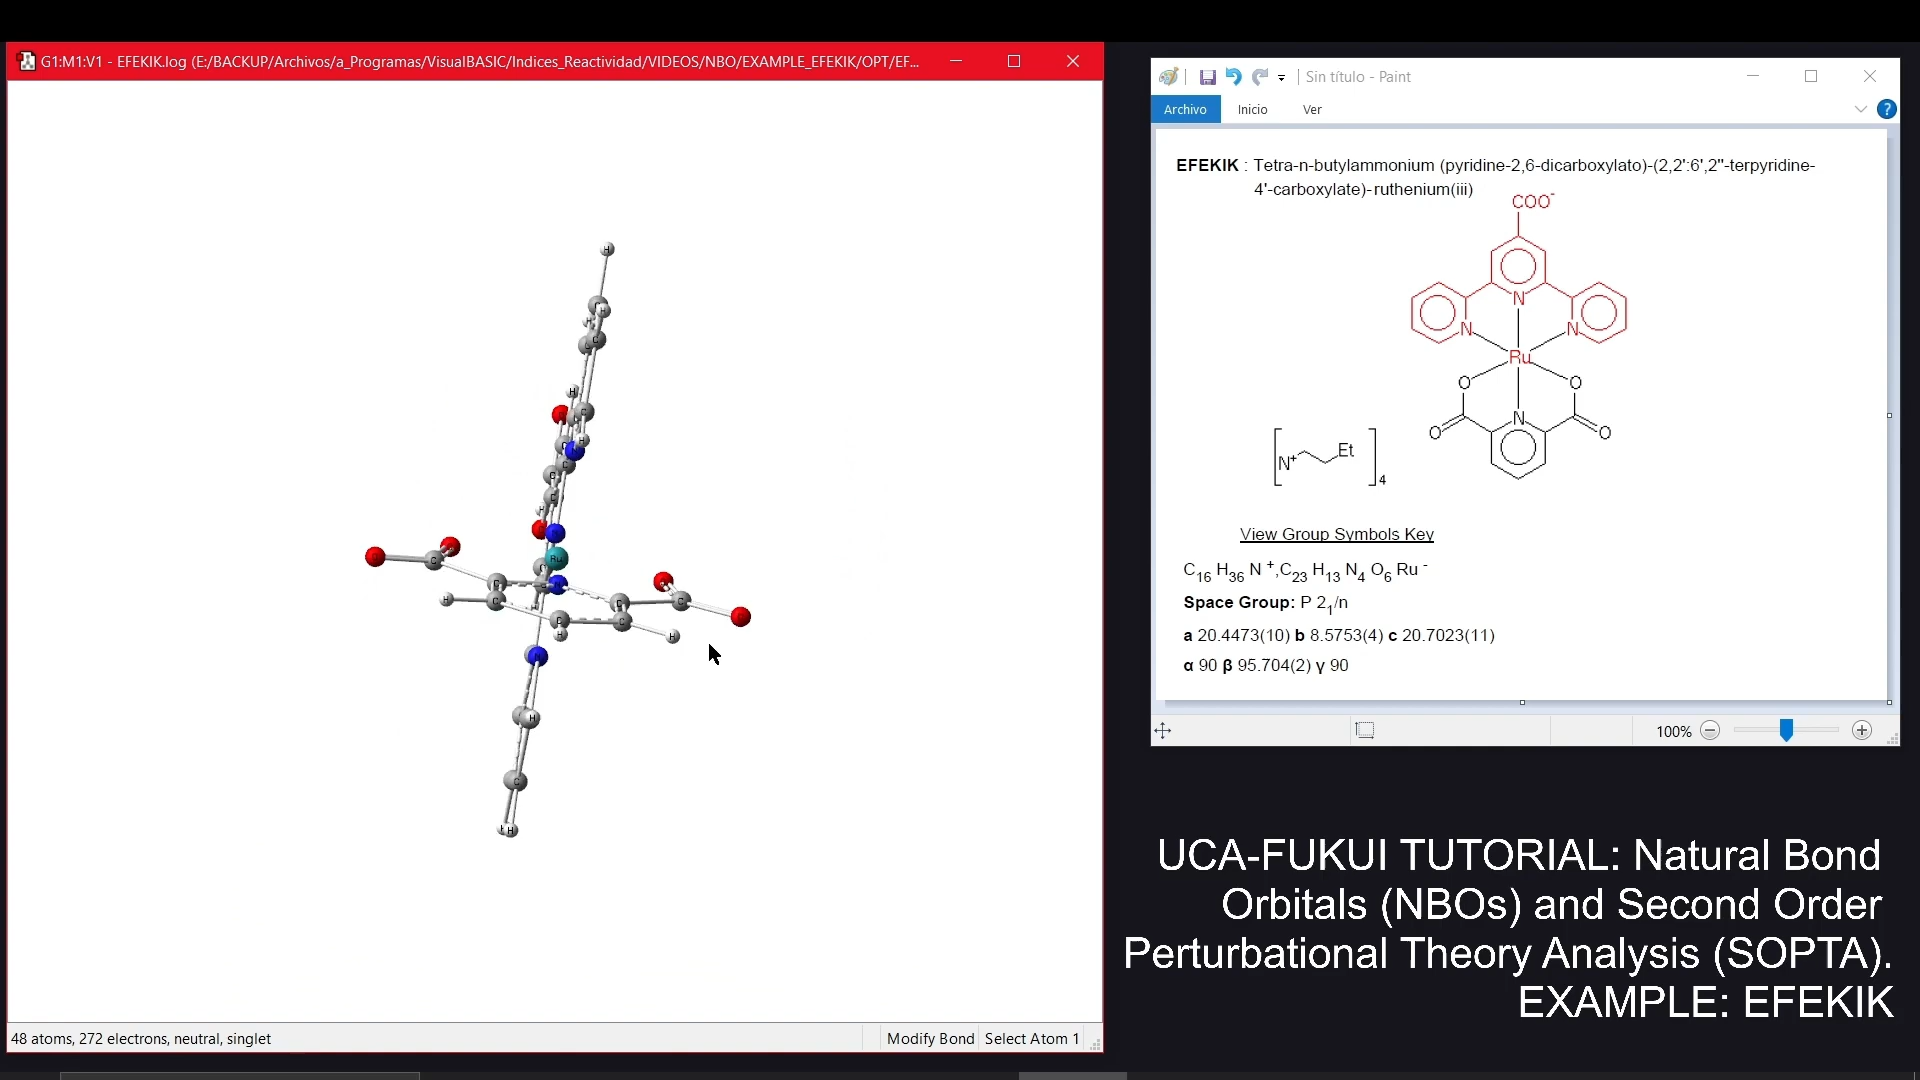 G1:M1:V1 - EFEKIK.log (E:/BACKUP/Archivos/a_Programas/VisualBASIC/Indices_Reactividad/VIDEOS/NBO/EXAMPLE_EFEKIK/OPT/EF...
48 atoms, 272 electrons, neutral, singlet
Modify Bond
Select Atom 1
Sin título - Paint
Archivo
Inicio
Ver
?
EFEKIK : Tetra-n-butylammonium (pyridine-2,6-dicarboxylato)-(2,2':6',2"-terpyridine-
4'-carboxylate)-ruthenium(iii)
COO-
N
N N
Ru
O O
N
O O
N+ Et
4
View Group Symbols Key
C16 H36 N +,C23 H13 N4 O6 Ru -
Space Group: P 21/n
a 20.4473(10) b 8.5753(4) c 20.7023(11)
α 90 β 95.704(2) γ 90
100%
UCA-FUKUI TUTORIAL: Natural Bond
Orbitals (NBOs) and Second Order
Perturbational Theory Analysis (SOPTA).
EXAMPLE: EFEKIK